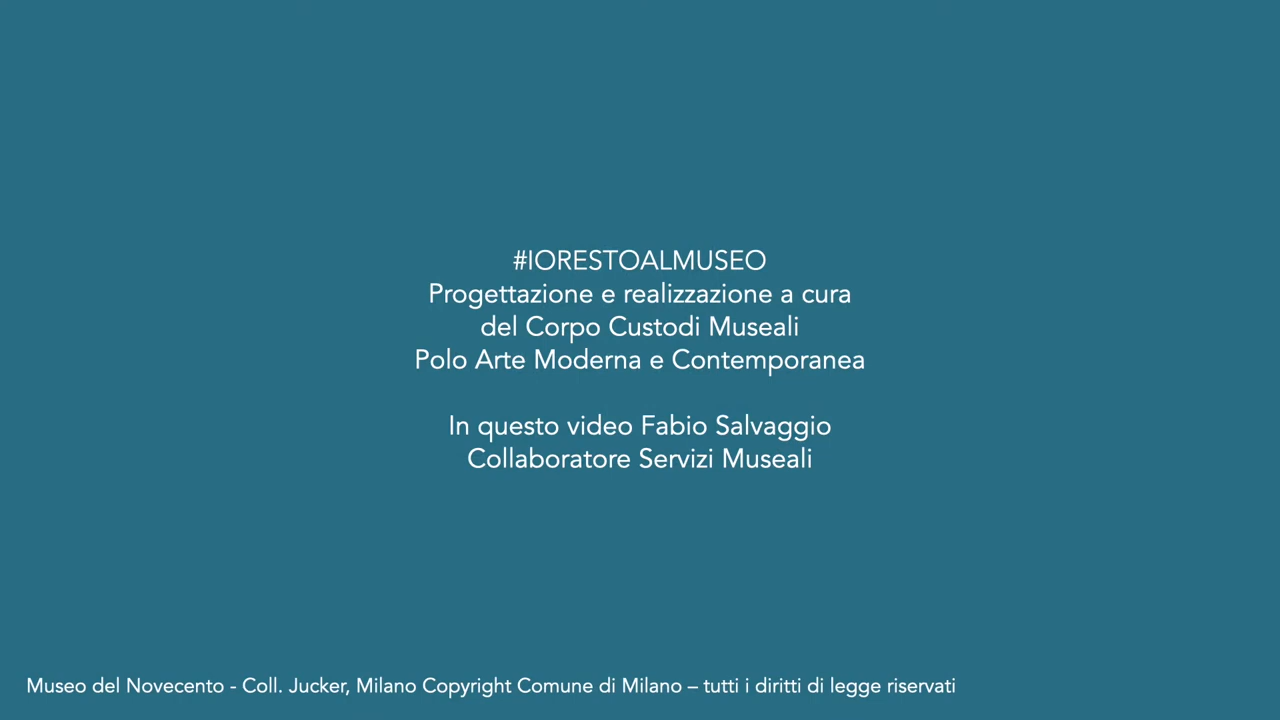 #IORESTOALMUSEO
Progettazione e realizzazione a cura
del Corpo Custodi Museali
Polo Arte Moderna e Contemporanea
In questo video Fabio Salvaggio
Collaboratore Servizi Museali
Museo del Novecento - Coll. Jucker, Milano Copyright Comune di Milano – tutti i diritti di legge riservati